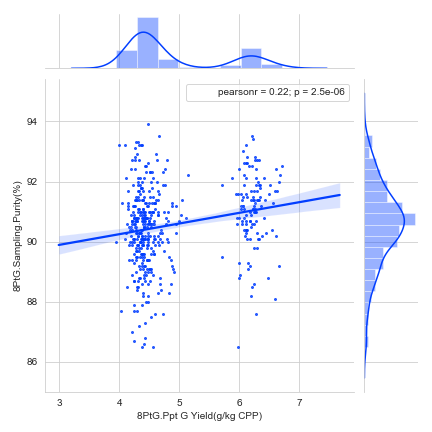 pearsonr = 0.22; p = 2.5e-06
94
92
90
88
86
8PtG.Sampling.Purity(%)
3 4 5 6 7
8PtG.Ppt G Yield(g/kg CPP)